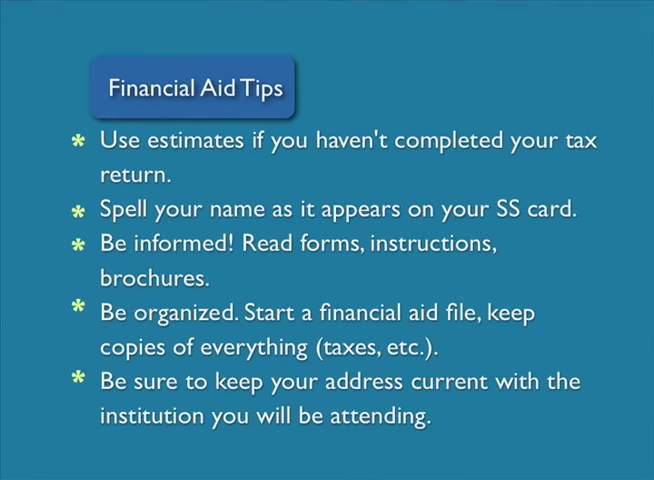 Financial Aid Tips
* Use estimates if you haven't completed your tax
return.
* Spell your name as it appears on your SS card.
* Be informed! Read forms, instructions,
brochures.
* Be organized. Start a financial aid file, keep
copies of everything (taxes, etc.).
* Be sure to keep your address current with the
institution you will be attending.